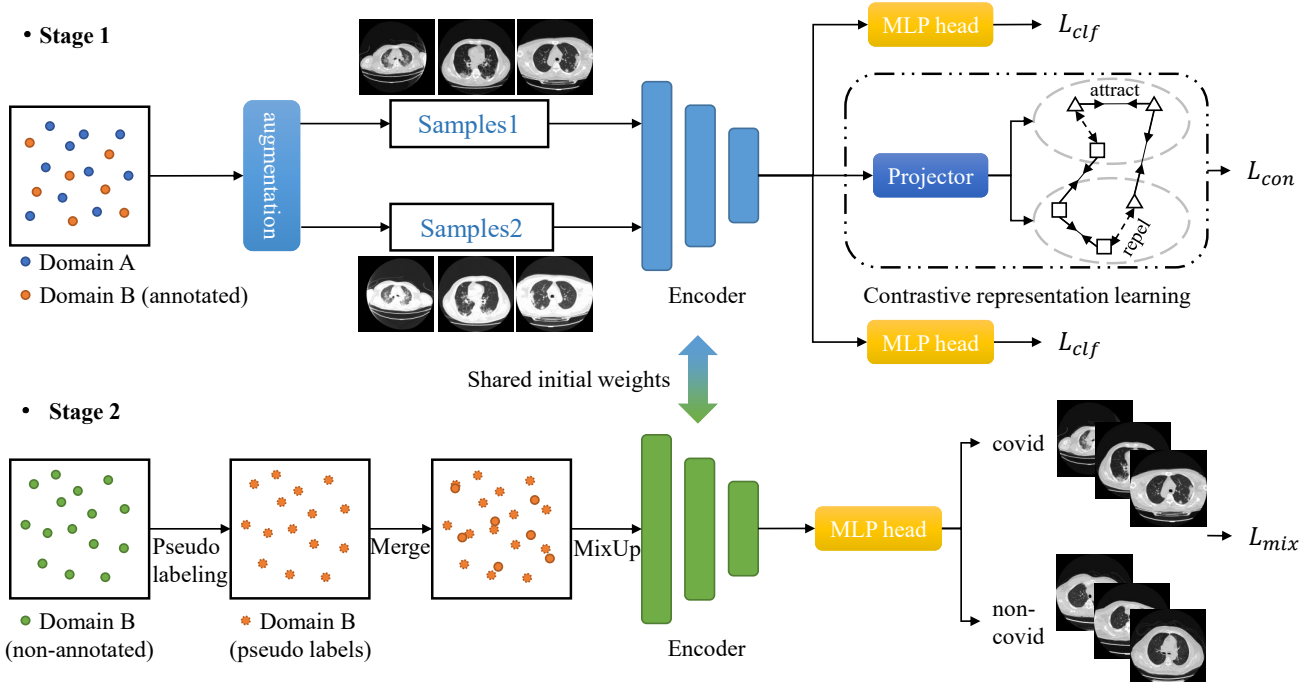 • Stage 1
augmentation
Samples1
Samples2
Domain A
Domain B (annotated)
Encoder
MLP head
L_clf
attract
Projector
repel
L_con
Contrastive representation learning
MLP head
L_clf
Shared initial weights
• Stage 2
Pseudo
labeling
Merge
MixUp
Domain B
(non-annotated)
Domain B
(pseudo labels)
Encoder
MLP head
covid
non-
covid
L_mix